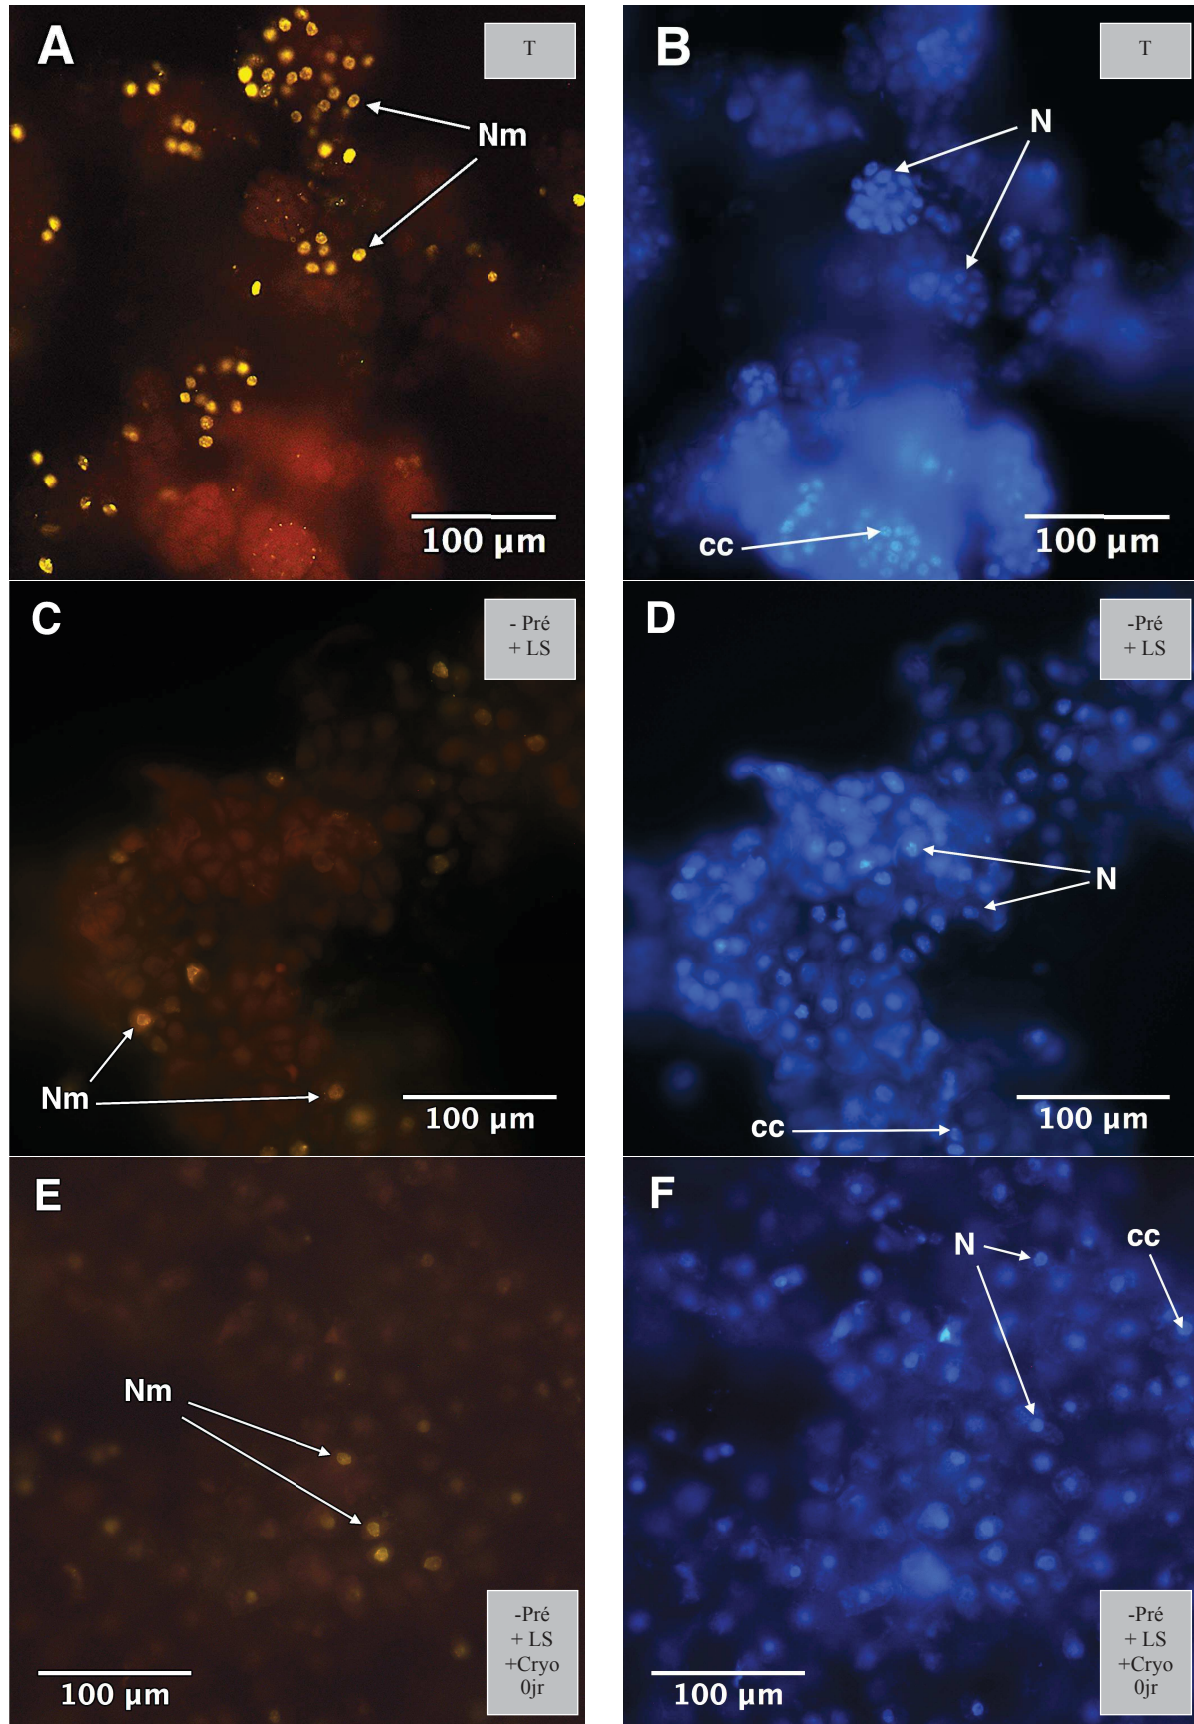 A
T
Nm
100 µm
B
T
N
cc
100 µm
C
- Pré
+ LS
Nm
100 µm
D
-Pré
+ LS
N
cc
100 µm
E
Nm
-Pré
+ LS
+Cryo
0jr
100 µm
F
N
cc
-Pré
+ LS
+Cryo
0jr
100 µm